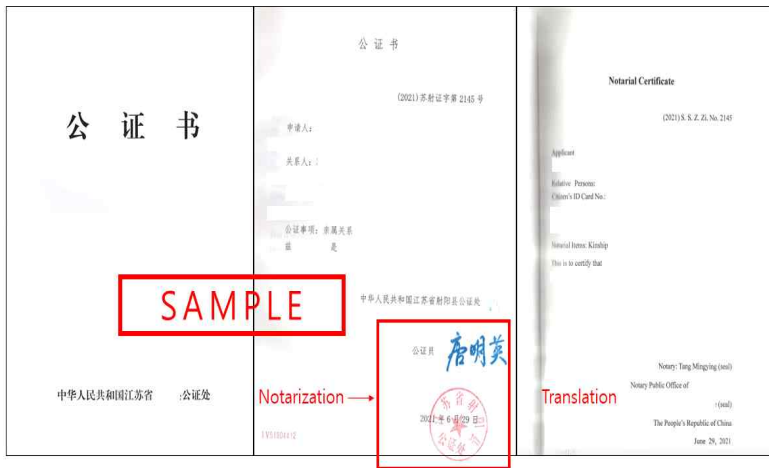 公 证 书
中华人民共和国江苏省 :公证处
SAMPLE
公 证 书
(2021)苏射证字第 2145 号
申请人:
关系人:
公证事项: 亲属关系
兹 是
中华人民共和国江苏省射阳县公证处
公证员 唐明英
2021年6月29日
公证处
Notarization
Notarial Certificate
(2021) S. S. Z. Zi, No. 2145
Applicant
Relative Persons:
Citizen's ID Card No.:
Notarial Items: Kinship
This is to certify that
Notary: Tang Mingying (seal)
Notary Public Office of
(seal)
The People's Republic of China
June 29, 2021
Translation